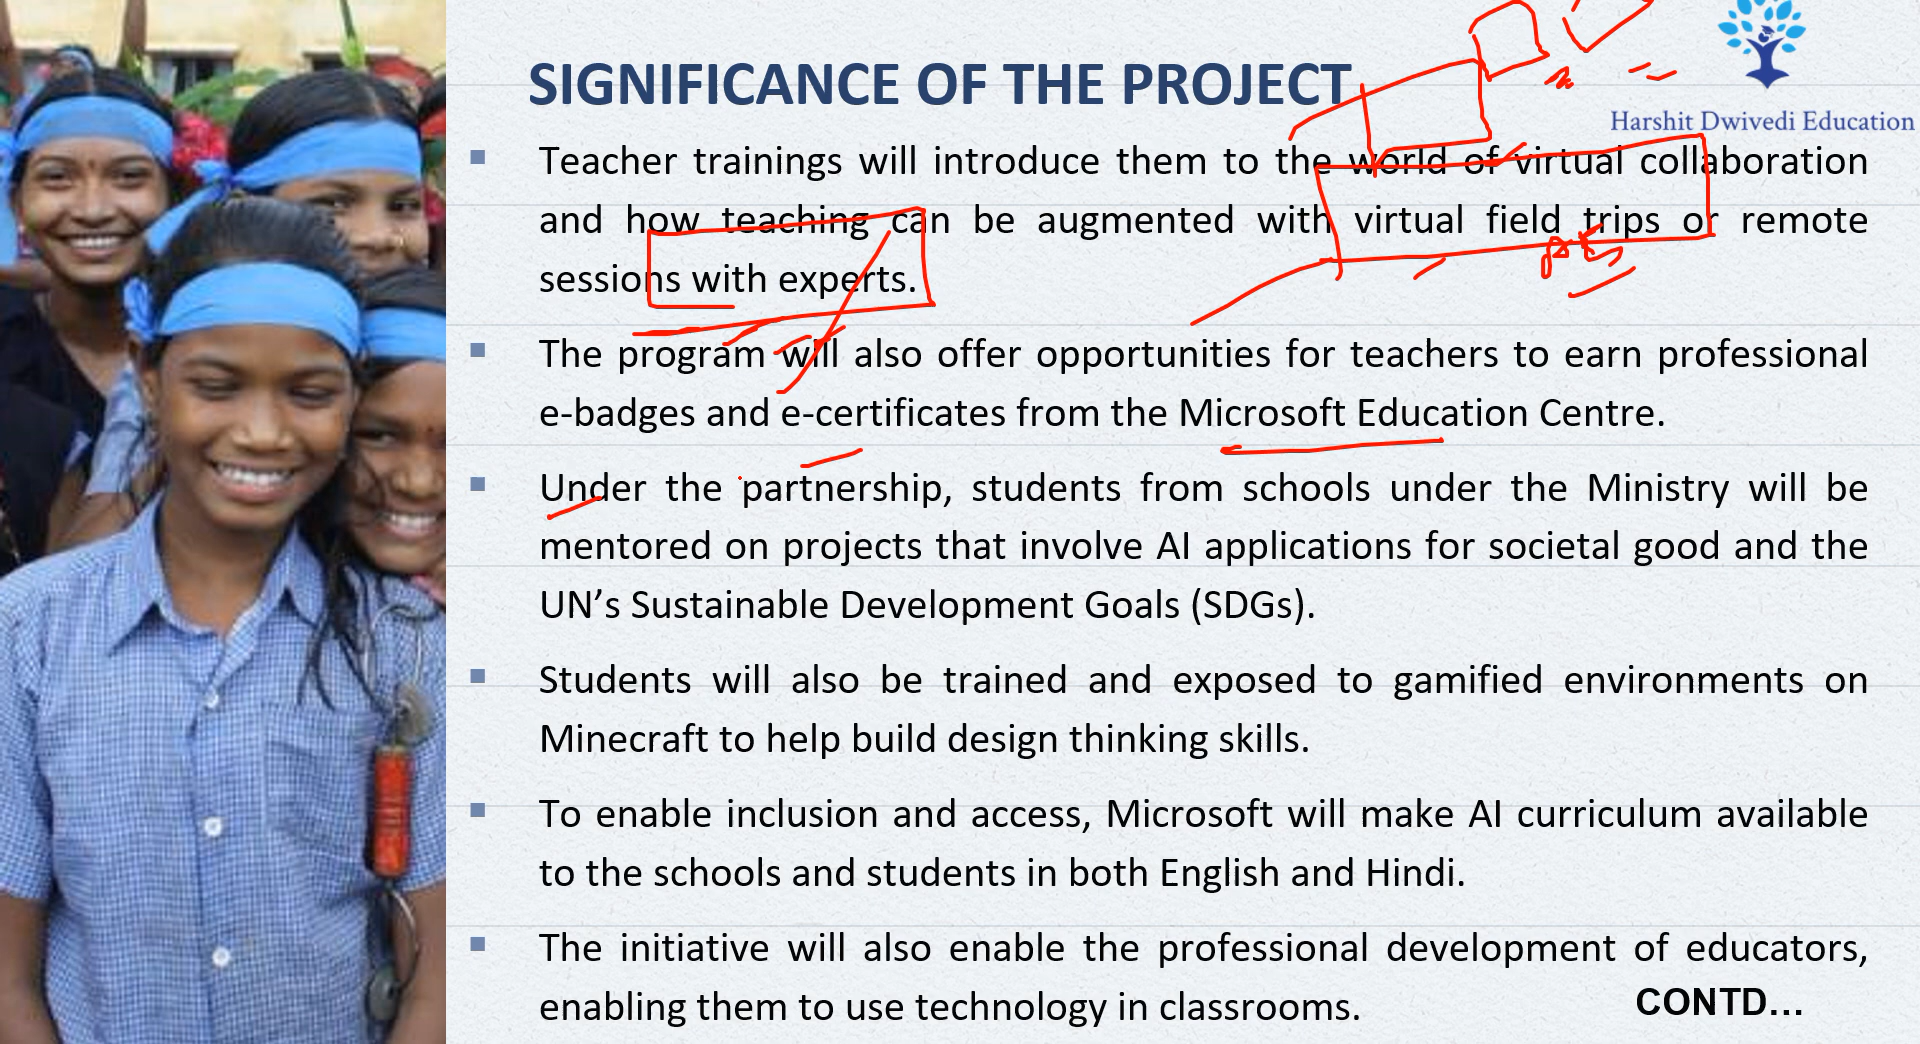 SIGNIFICANCE OF THE PROJECT
Harshit Dwivedi Education
▪ Teacher trainings will introduce them to the world of virtual collaboration
and how teaching can be augmented with virtual field trips or remote
sessions with experts.
▪ The program will also offer opportunities for teachers to earn professional
e-badges and e-certificates from the Microsoft Education Centre.
▪ Under the partnership, students from schools under the Ministry will be
mentored on projects that involve AI applications for societal good and the
UN’s Sustainable Development Goals (SDGs).
▪ Students will also be trained and exposed to gamified environments on
Minecraft to help build design thinking skills.
▪ To enable inclusion and access, Microsoft will make AI curriculum available
to the schools and students in both English and Hindi.
▪ The initiative will also enable the professional development of educators,
enabling them to use technology in classrooms.
CONTD...